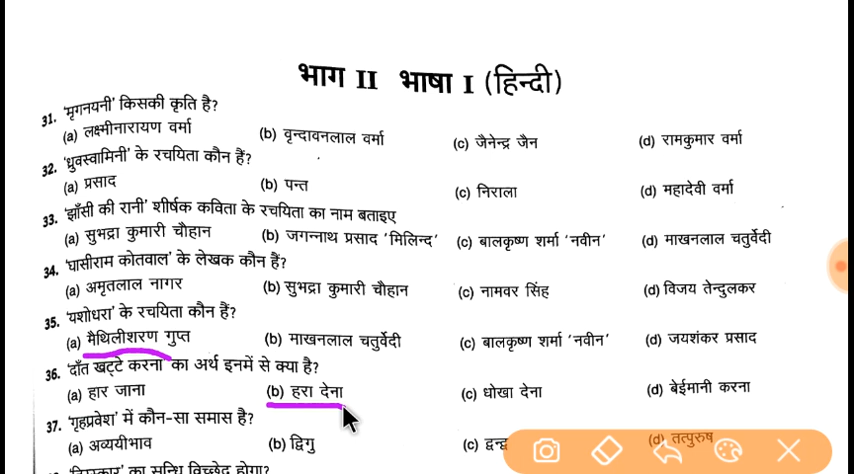 भाग II भाषा I (हिन्दी)
31. 'मृगनयनी' किसकी कृति है?
(a) लक्ष्मीनारायण वर्मा (b) वृन्दावनलाल वर्मा (c) जैनेन्द्र जैन (d) रामकुमार वर्मा
32. 'ध्रुवस्वामिनी' के रचयिता कौन हैं?
(a) प्रसाद (b) पन्त (c) निराला (d) महादेवी वर्मा
33. 'झाँसी की रानी' शीर्षक कविता के रचयिता का नाम बताइए
(a) सुभद्रा कुमारी चौहान (b) जगन्नाथ प्रसाद 'मिलिन्द' (c) बालकृष्ण शर्मा 'नवीन' (d) माखनलाल चतुर्वेदी
34. 'घासीराम कोतवाल' के लेखक कौन हैं?
(a) अमृतलाल नागर (b) सुभद्रा कुमारी चौहान (c) नामवर सिंह (d) विजय तेन्दुलकर
35. 'यशोधरा' के रचयिता कौन हैं?
(a) मैथिलीशरण गुप्त (b) माखनलाल चतुर्वेदी (c) बालकृष्ण शर्मा 'नवीन' (d) जयशंकर प्रसाद
36. 'दाँत खट्टे करना' का अर्थ इनमें से क्या है?
(a) हार जाना (b) हरा देना (c) धोखा देना (d) बेईमानी करना
37. 'गृहप्रवेश' में कौन-सा समास है?
(a) अव्ययीभाव (b) द्विगु (c) द्वन्द्व (d) तत्पुरुष
का सन्धि विच्छेद होगा?